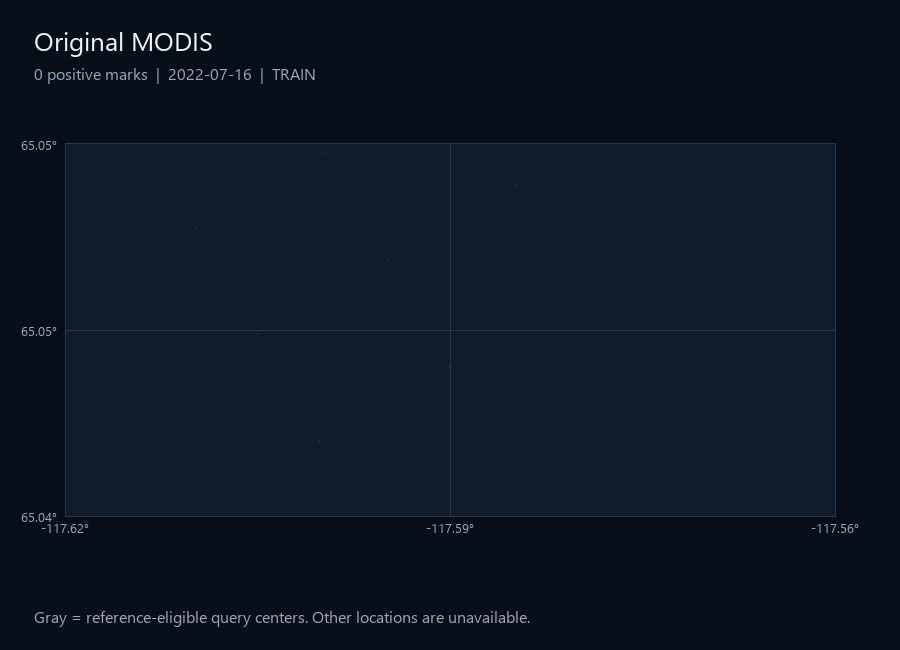 Original MODIS
0 positive marks | 2022-07-16 | TRAIN
65.05°
65.05°
65.04°
-117.62° -117.59° -117.56°
Gray = reference-eligible query centers. Other locations are unavailable.